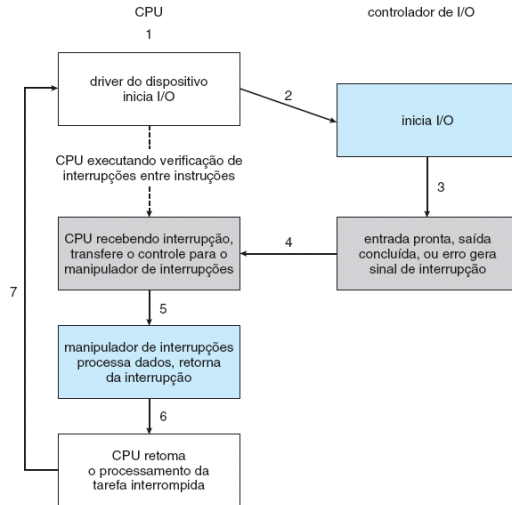 CPU
controlador de I/O
1
driver do dispositivo
inicia I/O
2
inicia I/O
CPU executando verificação de
interrupções entre instruções
3
CPU recebendo interrupção,
transfere o controle para o
manipulador de interrupções
4
entrada pronta, saída
concluída, ou erro gera
sinal de interrupção
7
5
manipulador de interrupções
processa dados, retorna
da interrupção
6
CPU retoma
o processamento da
tarefa interrompida